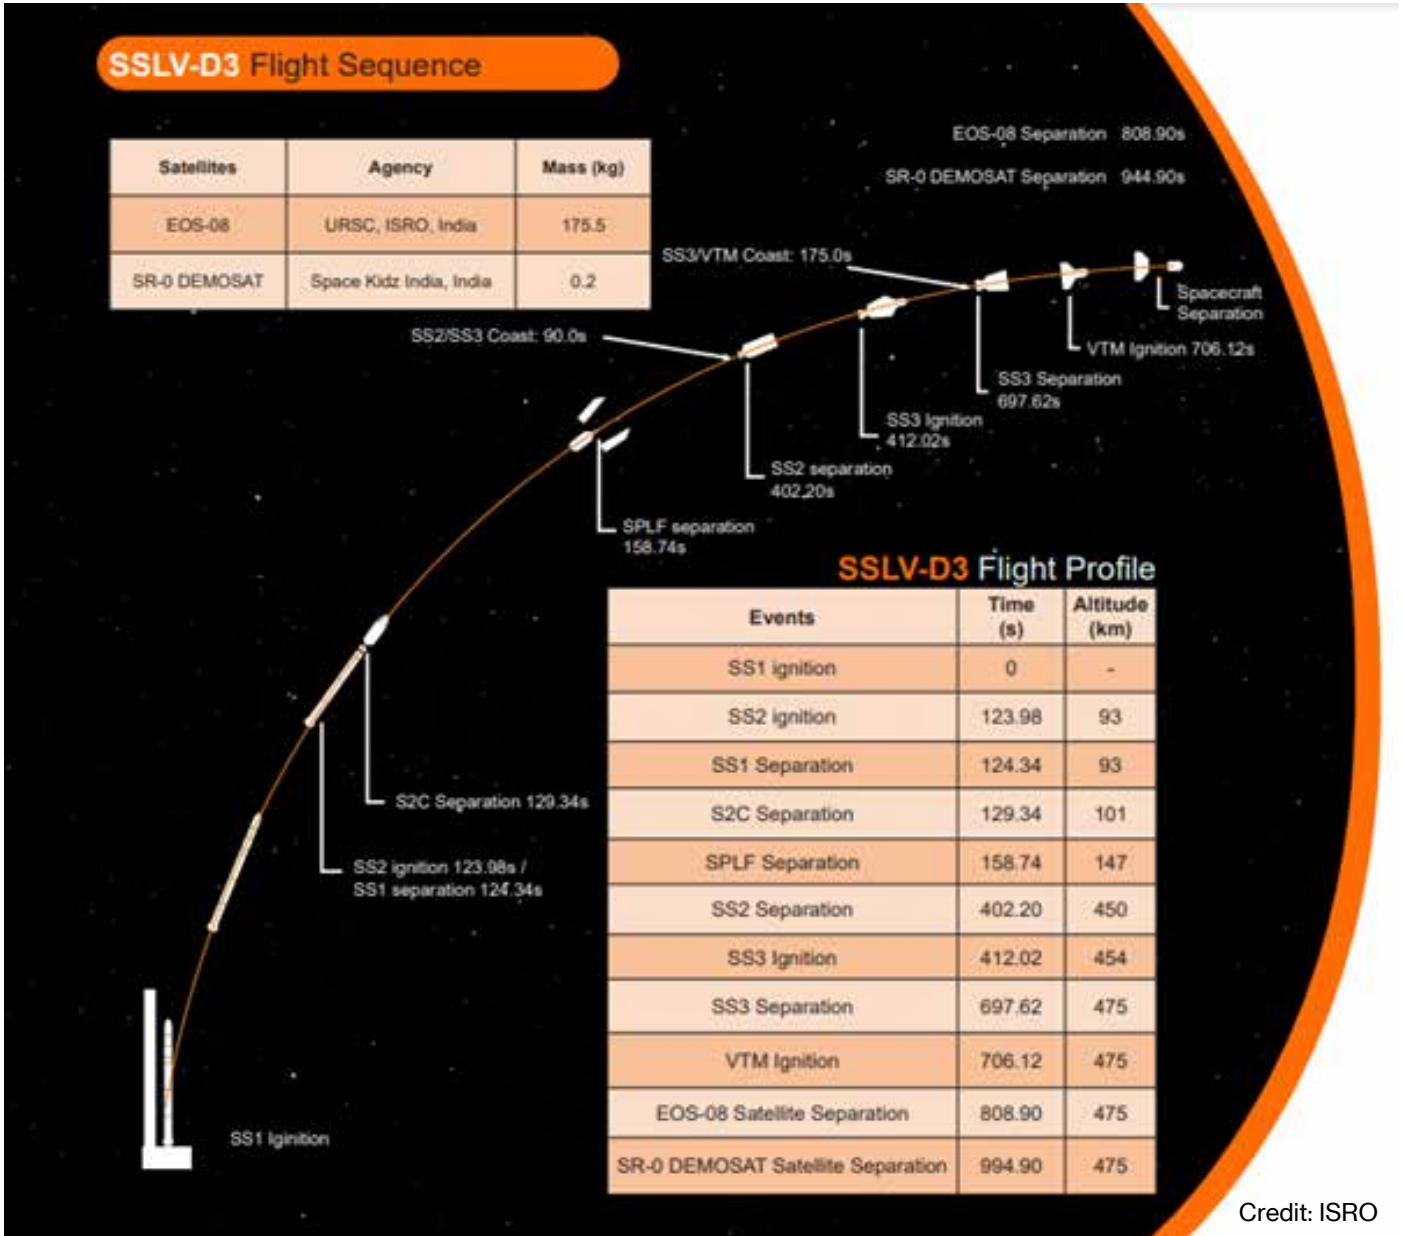 SSLV-D3 Flight Sequence
Satellites Agency Mass (kg)
EOS-08 URSC, ISRO, India 175.5
SR-0 DEMOSAT Space Kidz India, India 0.2
EOS-08 Separation 808.90s
SR-0 DEMOSAT Separation 944.90s
SS3/VTM Coast: 175.0s
Spacecraft
Separation
SS2/SS3 Coast: 90.0s
VTM Ignition 706.12s
SS3 Separation
697.62s
SS3 Ignition
412.02s
SS2 separation
402.20s
SPLF separation
158.74s
S2C Separation 129.34s
SS2 ignition 123.98s /
SS1 separation 124.34s
SS1 Iginition
SSLV-D3 Flight Profile
Events Time (s) Altitude (km)
SS1 ignition 0 -
SS2 ignition 123.98 93
SS1 Separation 124.34 93
S2C Separation 129.34 101
SPLF Separation 158.74 147
SS2 Separation 402.20 450
SS3 Ignition 412.02 454
SS3 Separation 697.62 475
VTM Ignition 706.12 475
EOS-08 Satellite Separation 808.90 475
SR-0 DEMOSAT Satellite Separation 994.90 475
Credit: ISRO